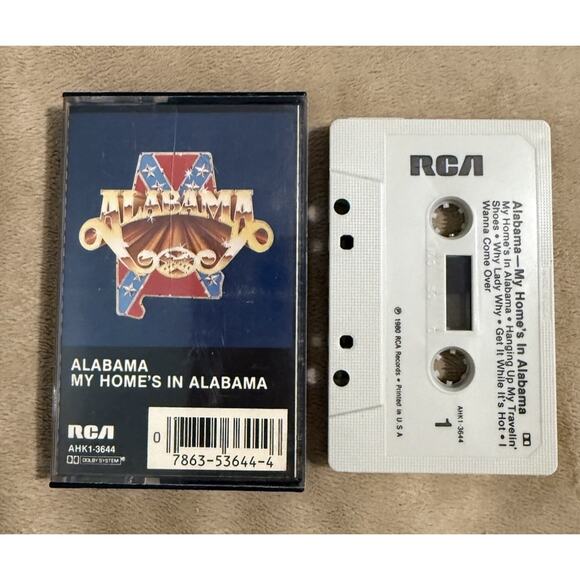 ALABAMA
ALABAMA
MY HOME'S IN ALABAMA
RCA
AHK1-3644
DOLBY SYSTEM
0
7863-53644-4
RCA
Alabama—My Home's In Alabama
My Home's In Alabama • Hanging Up My Travelin'
Shoes • Why Lady Why • Get It While It's Hot • I
Wanna Come Over
℗ 1980 RCA Records • Printed in U S A
AHK1-3644
1